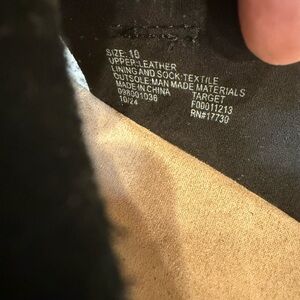 SIZE: 10
UPPER:LEATHER
LINING AND SOCK:TEXTILE
OUTSOLE:MAN MADE MATERIALS
MADE IN CHINA TARGET
098001036 F00011213
10/24 RN#17730